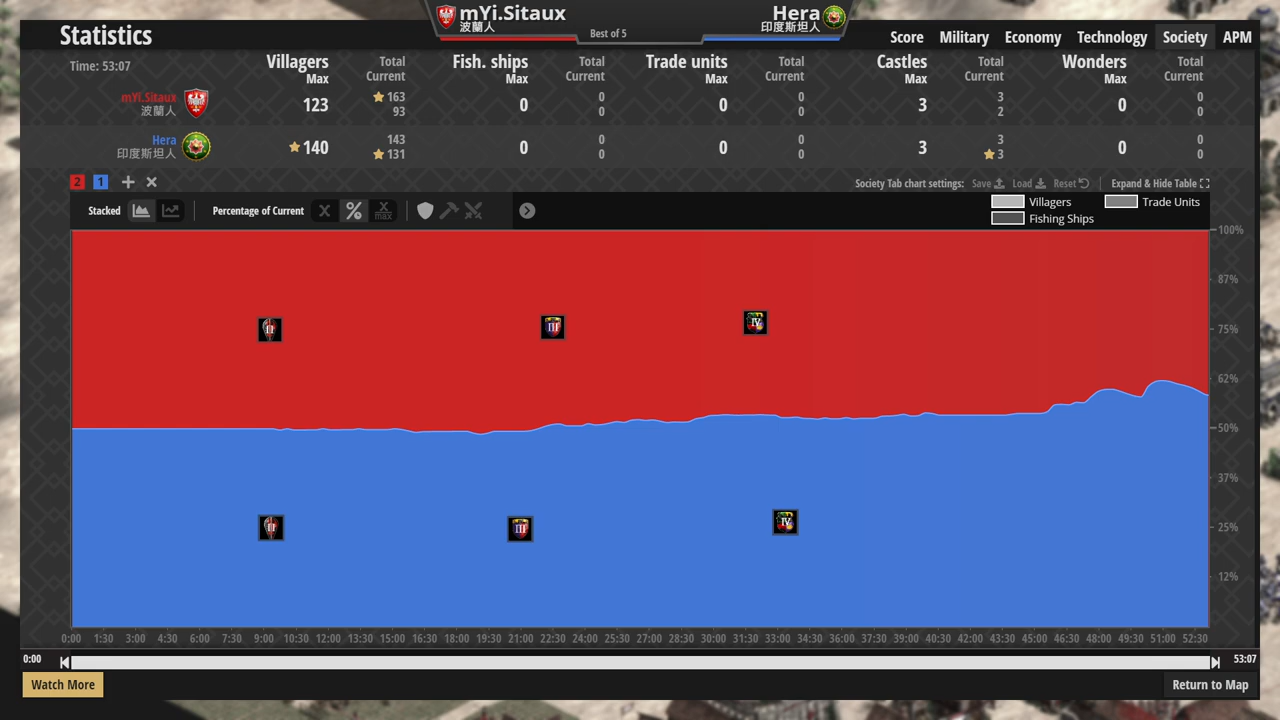 mYi.Sitaux
波蘭人
Best of 5
Hera
印度斯坦人
Statistics
Score Military Economy Technology Society APM
Time: 53:07
Villagers Max Total Current
Fish. ships Max Total Current
Trade units Max Total Current
Castles Max Total Current
Wonders Max Total Current
mYi.Sitaux
波蘭人
123 163 93 0 0 0 0 0 0 3 3 2 0 0 0
Hera
印度斯坦人
140 143 131 0 0 0 0 0 0 3 3 3 0 0 0
2 1
Society Tab chart settings: Save Load Reset Expand & Hide Table
Stacked Percentage of Current X % X max
Villagers Trade Units
Fishing Ships
100%
87%
75%
62%
50%
37%
25%
12%
II III IV
II III IV
0:00 1:30 3:00 4:30 6:00 7:30 9:00 10:30 12:00 13:30 15:00 16:30 18:00 19:30 21:00 22:30 24:00 25:30 27:00 28:30 30:00 31:30 33:00 34:30 36:00 37:30 39:00 40:30 42:00 43:30 45:00 46:30 48:00 49:30 51:00 52:30
0:00 53:07
Watch More Return to Map